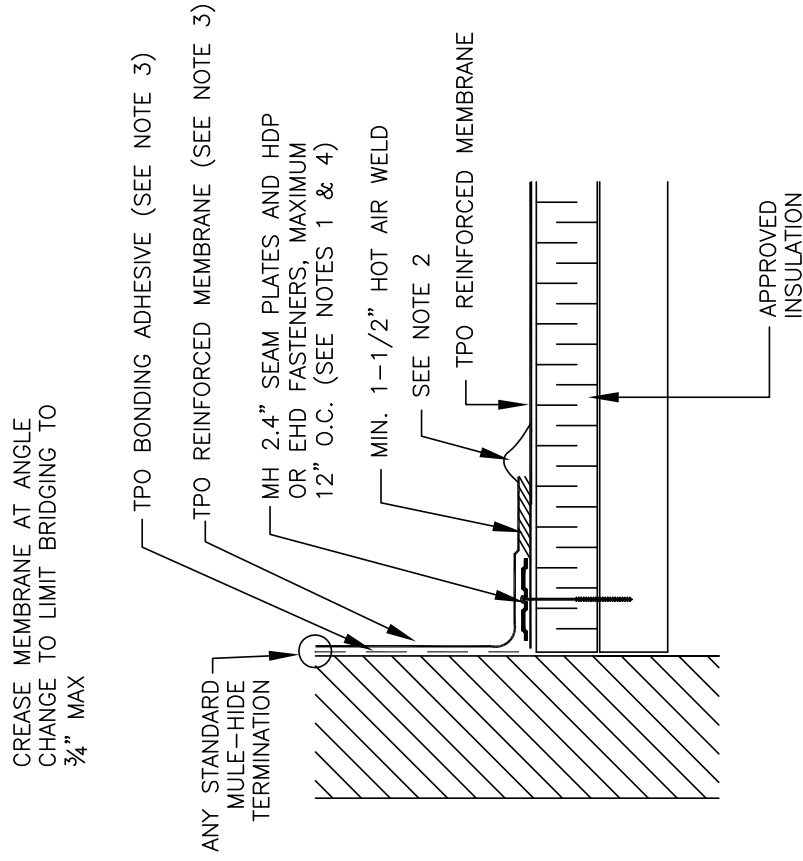 CREASE MEMBRANE AT ANGLE
CHANGE TO LIMIT BRIDGING TO
¾" MAX
TPO BONDING ADHESIVE (SEE NOTE 3)
TPO REINFORCED MEMBRANE (SEE NOTE 3)
MH 2.4" SEAM PLATES AND HDP
OR EHD FASTENERS, MAXIMUM
12" O.C. (SEE NOTES 1 & 4)
MIN. 1-1/2" HOT AIR WELD
SEE NOTE 2
TPO REINFORCED MEMBRANE
ANY STANDARD
MULE-HIDE
TERMINATION
APPROVED
INSULATION